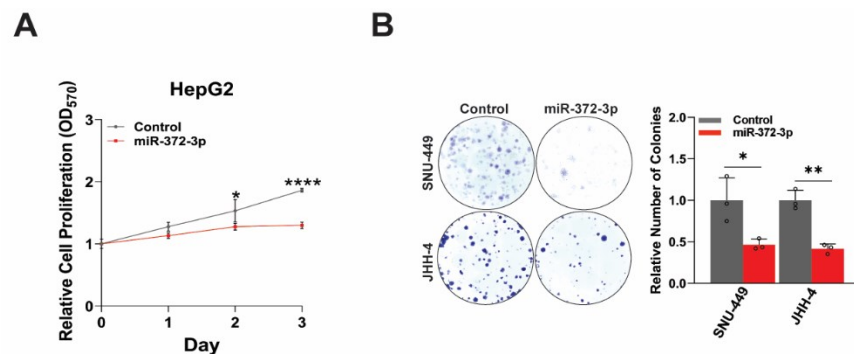 A
HepG2
Relative Cell Proliferation (OD570)
3
2
1
0
Control
miR-372-3p
*
****
0 1 2 3
Day
B
Control miR-372-3p
SNU-449
JHH-4
Relative Number of Colonies
2.0
1.5
1.0
0.5
0.0
Control
miR-372-3p
*
**
SNU-449
JHH-4